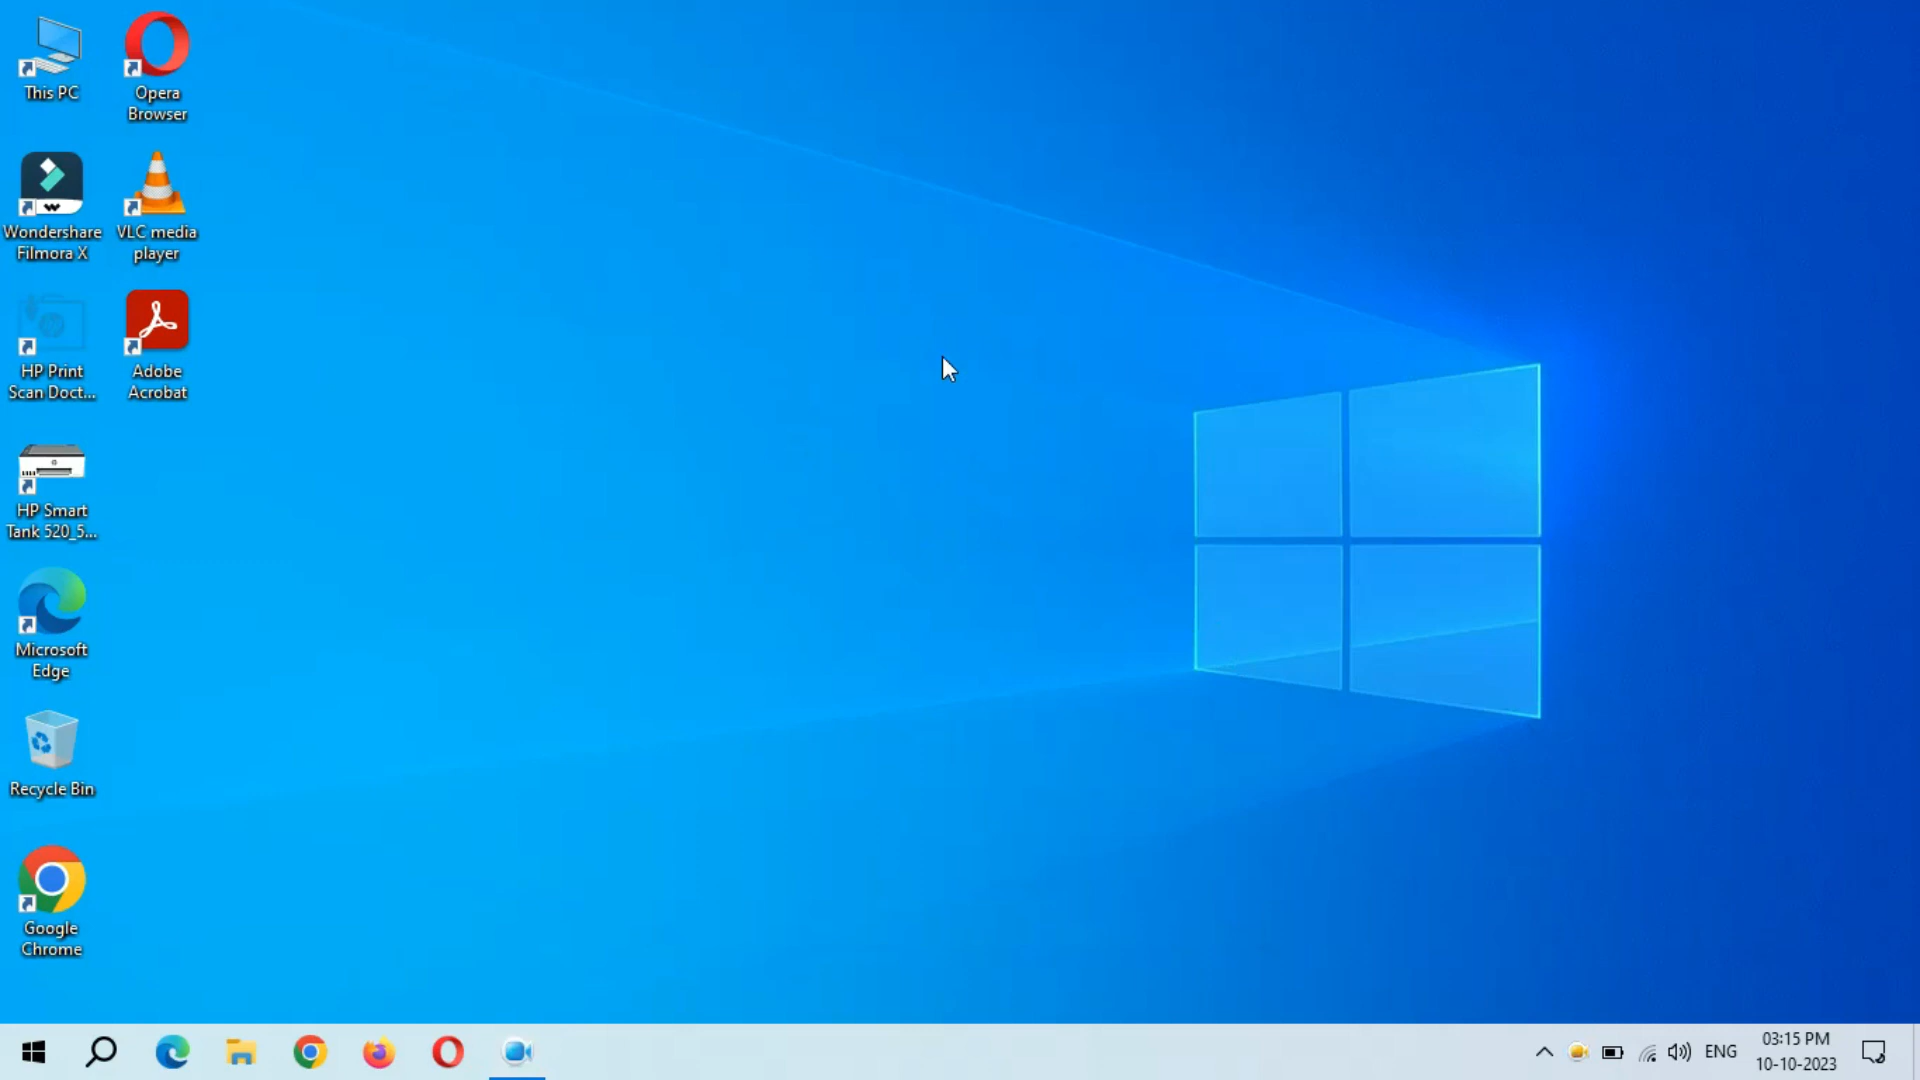 This PC
Opera
Browser
Wondershare
Filmora X
VLC media
player
HP Print
Scan Doct...
Adobe
Acrobat
HP Smart
Tank 520_5...
Microsoft
Edge
Recycle Bin
Google
Chrome
ENG
03:15 PM
10-10-2023